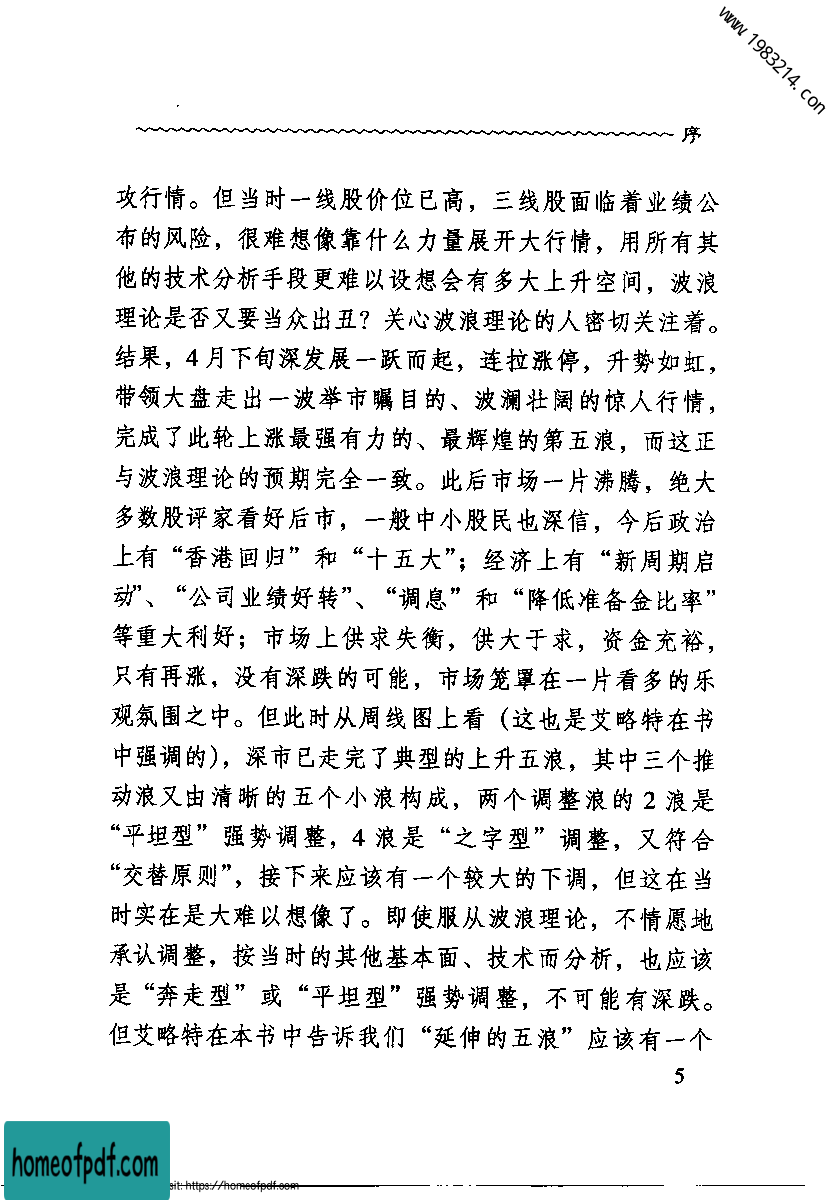 www.1983214.com
序
攻行情。但当时一线股价位已高，三线股面临着业绩公
布的风险，很难想像靠什么力量展开大行情，用所有其
他的技术分析手段更难以设想会有多大上升空间，波浪
理论是否又要当众出丑？关心波浪理论的人密切关注着。
结果，4月下旬深发展一跃而起，连拉涨停，升势如虹，
带领大盘走出一波举市瞩目的、波澜壮阔的惊人行情，
完成了此轮上涨最强有力的、最辉煌的第五浪，而这正
与波浪理论的预期完全一致。此后市场一片沸腾，绝大
多数股评家看好后市，一般中小股民也深信，今后政治
上有“香港回归”和“十五大”；经济上有“新周期启
动”、“公司业绩好转”、“调息”和“降低准备金比率”
等重大利好；市场上供求失衡，供大于求，资金充裕，
只有再涨，没有深跌的可能，市场笼罩在一片看多的乐
观氛围之中。但此时从周线图上看（这也是艾略特在书
中强调的），深市已走完了典型的上升五浪，其中三个推
动浪又由清晰的五个小浪构成，两个调整浪的2浪是
“平坦型”强势调整，4浪是“之字型”调整，又符合
“交替原则”，接下来应该有一个较大的下调，但这在当
时实在是大难以想像了。即使服从波浪理论，不情愿地
承认调整，按当时的其他基本面、技术而分析，也应该
是“奔走型”或“平坦型”强势调整，不可能有深跌。
但艾略特在本书中告诉我们“延伸的五浪”应该有一个
5
homeofpdf.com
sit: https://homeofpdf.com